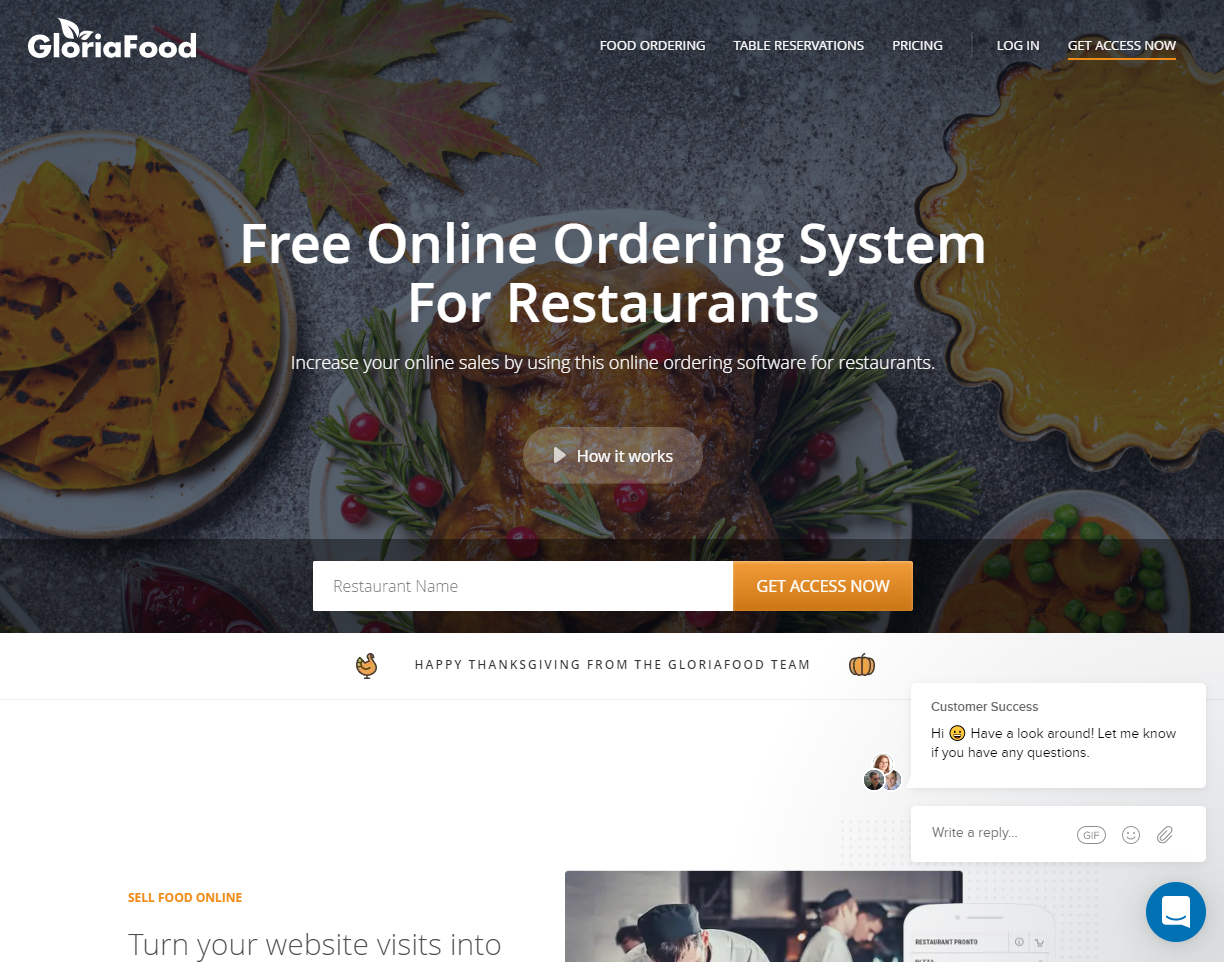 GloriaFood
FOOD ORDERING
TABLE RESERVATIONS
PRICING
LOG IN
GET ACCESS NOW
Free Online Ordering System
For Restaurants
Increase your online sales by using this online ordering software for restaurants.
How it works
Restaurant Name
GET ACCESS NOW
HAPPY THANKSGIVING FROM THE GLORIAFOOD TEAM
Customer Success
Hi 😀 Have a look around! Let me know
if you have any questions.
Write a reply...
GIF
SELL FOOD ONLINE
Turn your website visits into
RESTAURANT PRONTO
PIZZA